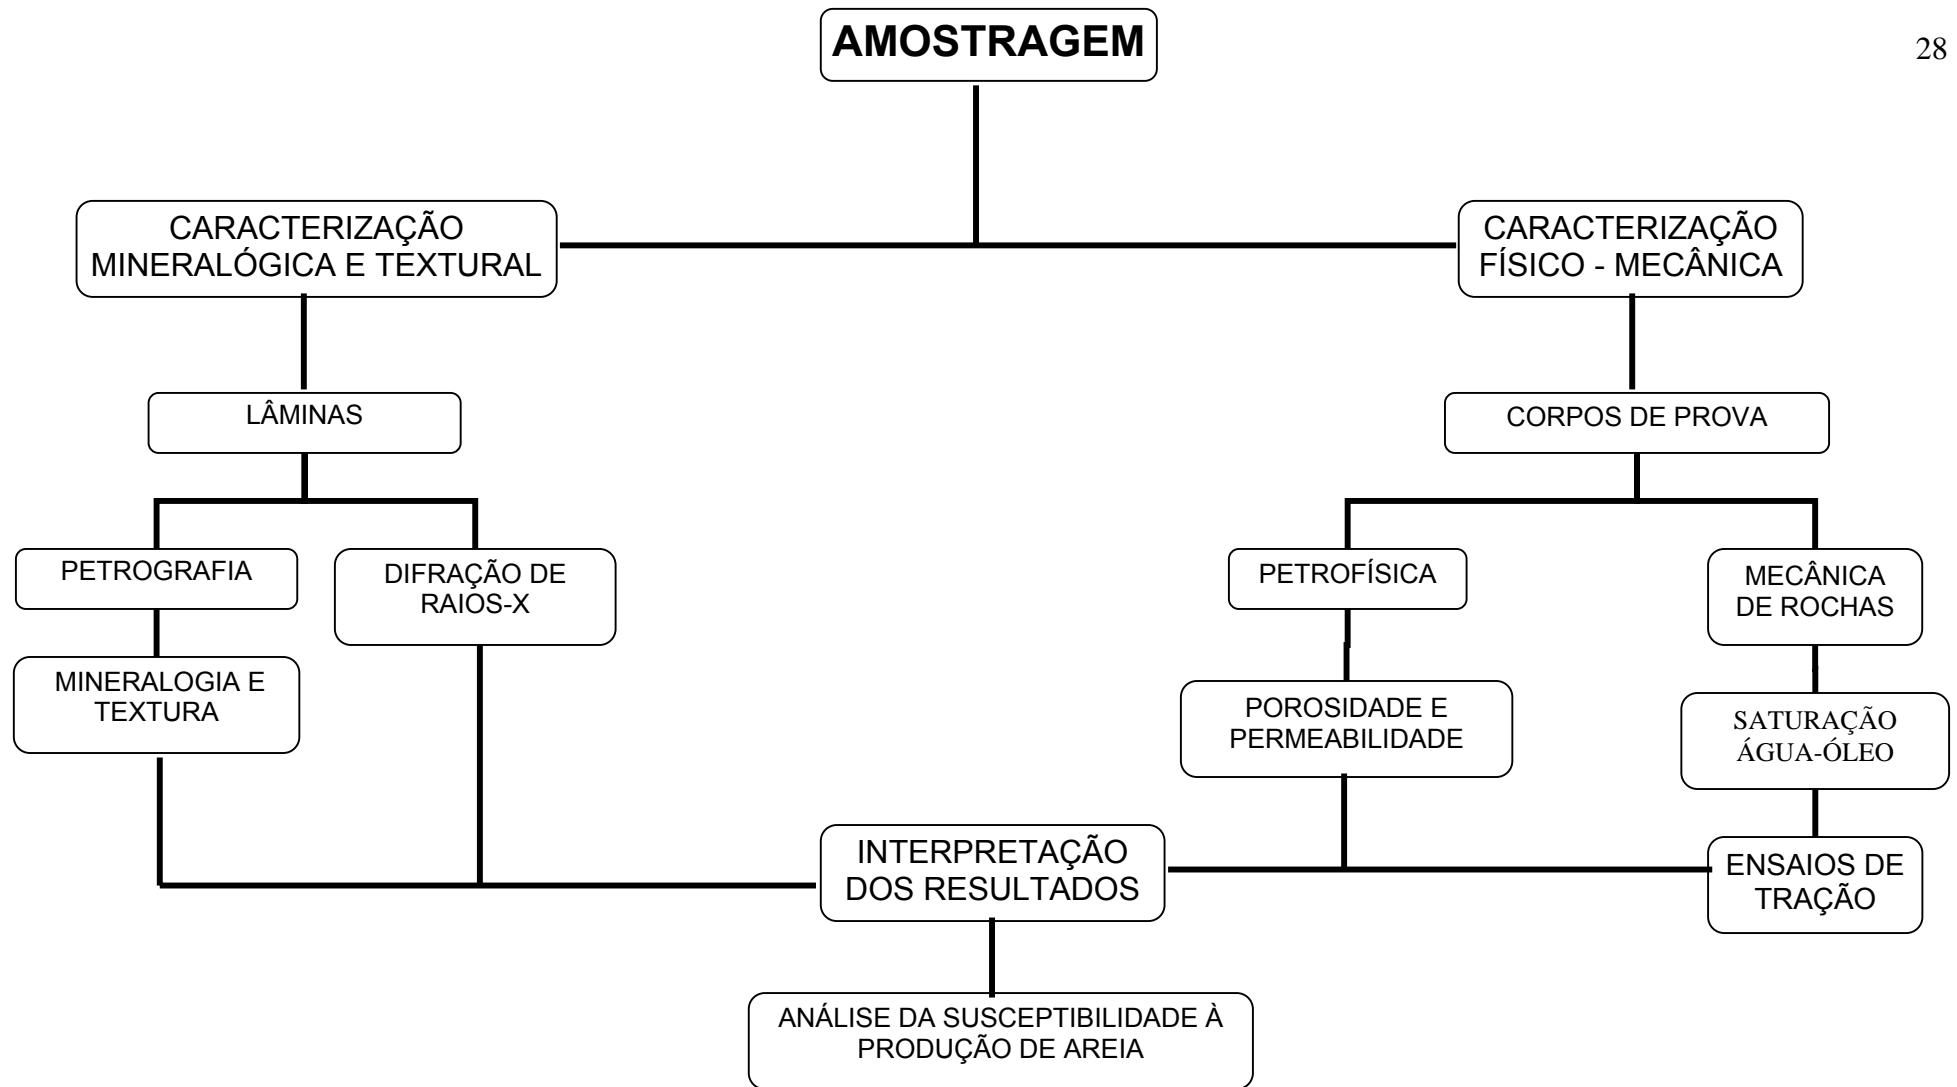 AMOSTRAGEM
28
CARACTERIZAÇÃO
MINERALÓGICA E TEXTURAL
CARACTERIZAÇÃO
FÍSICO - MECÂNICA
LÂMINAS
CORPOS DE PROVA
PETROGRAFIA
DIFRAÇÃO DE
RAIOS-X
PETROFÍSICA
MECÂNICA
DE ROCHAS
MINERALOGIA E
TEXTURA
POROSIDADE E
PERMEABILIDADE
SATURAÇÃO
ÁGUA-ÓLEO
INTERPRETAÇÃO
DOS RESULTADOS
ENSAIOS DE
TRAÇÃO
ANÁLISE DA SUSCEPTIBILIDADE À
PRODUÇÃO DE AREIA